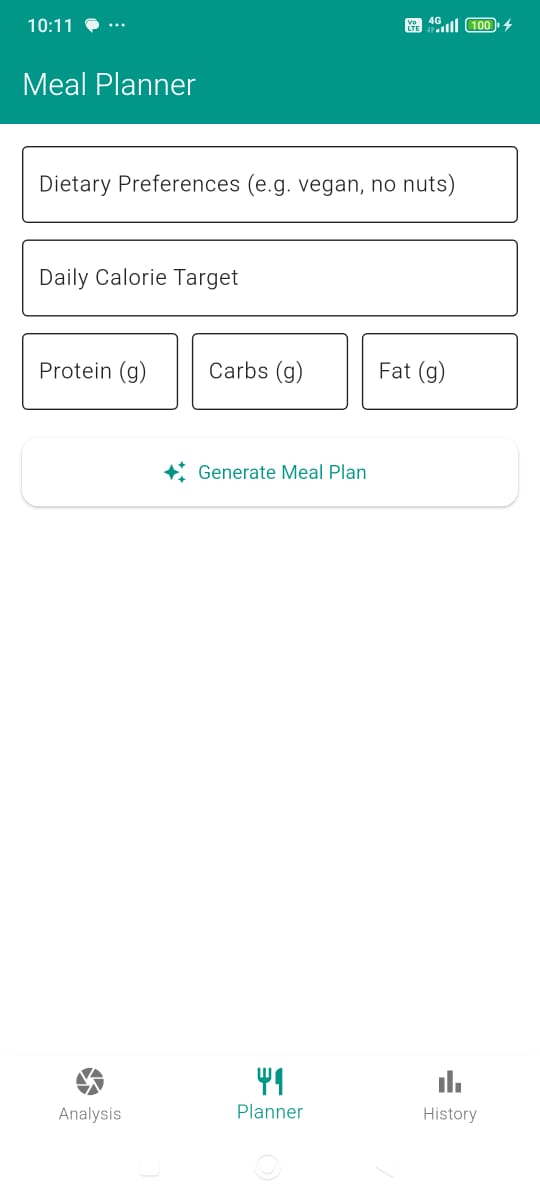 10:11 ... Vo LTE 4G 100
Meal Planner
Dietary Preferences (e.g. vegan, no nuts)
Daily Calorie Target
Protein (g) Carbs (g) Fat (g)
Generate Meal Plan
Analysis Planner History